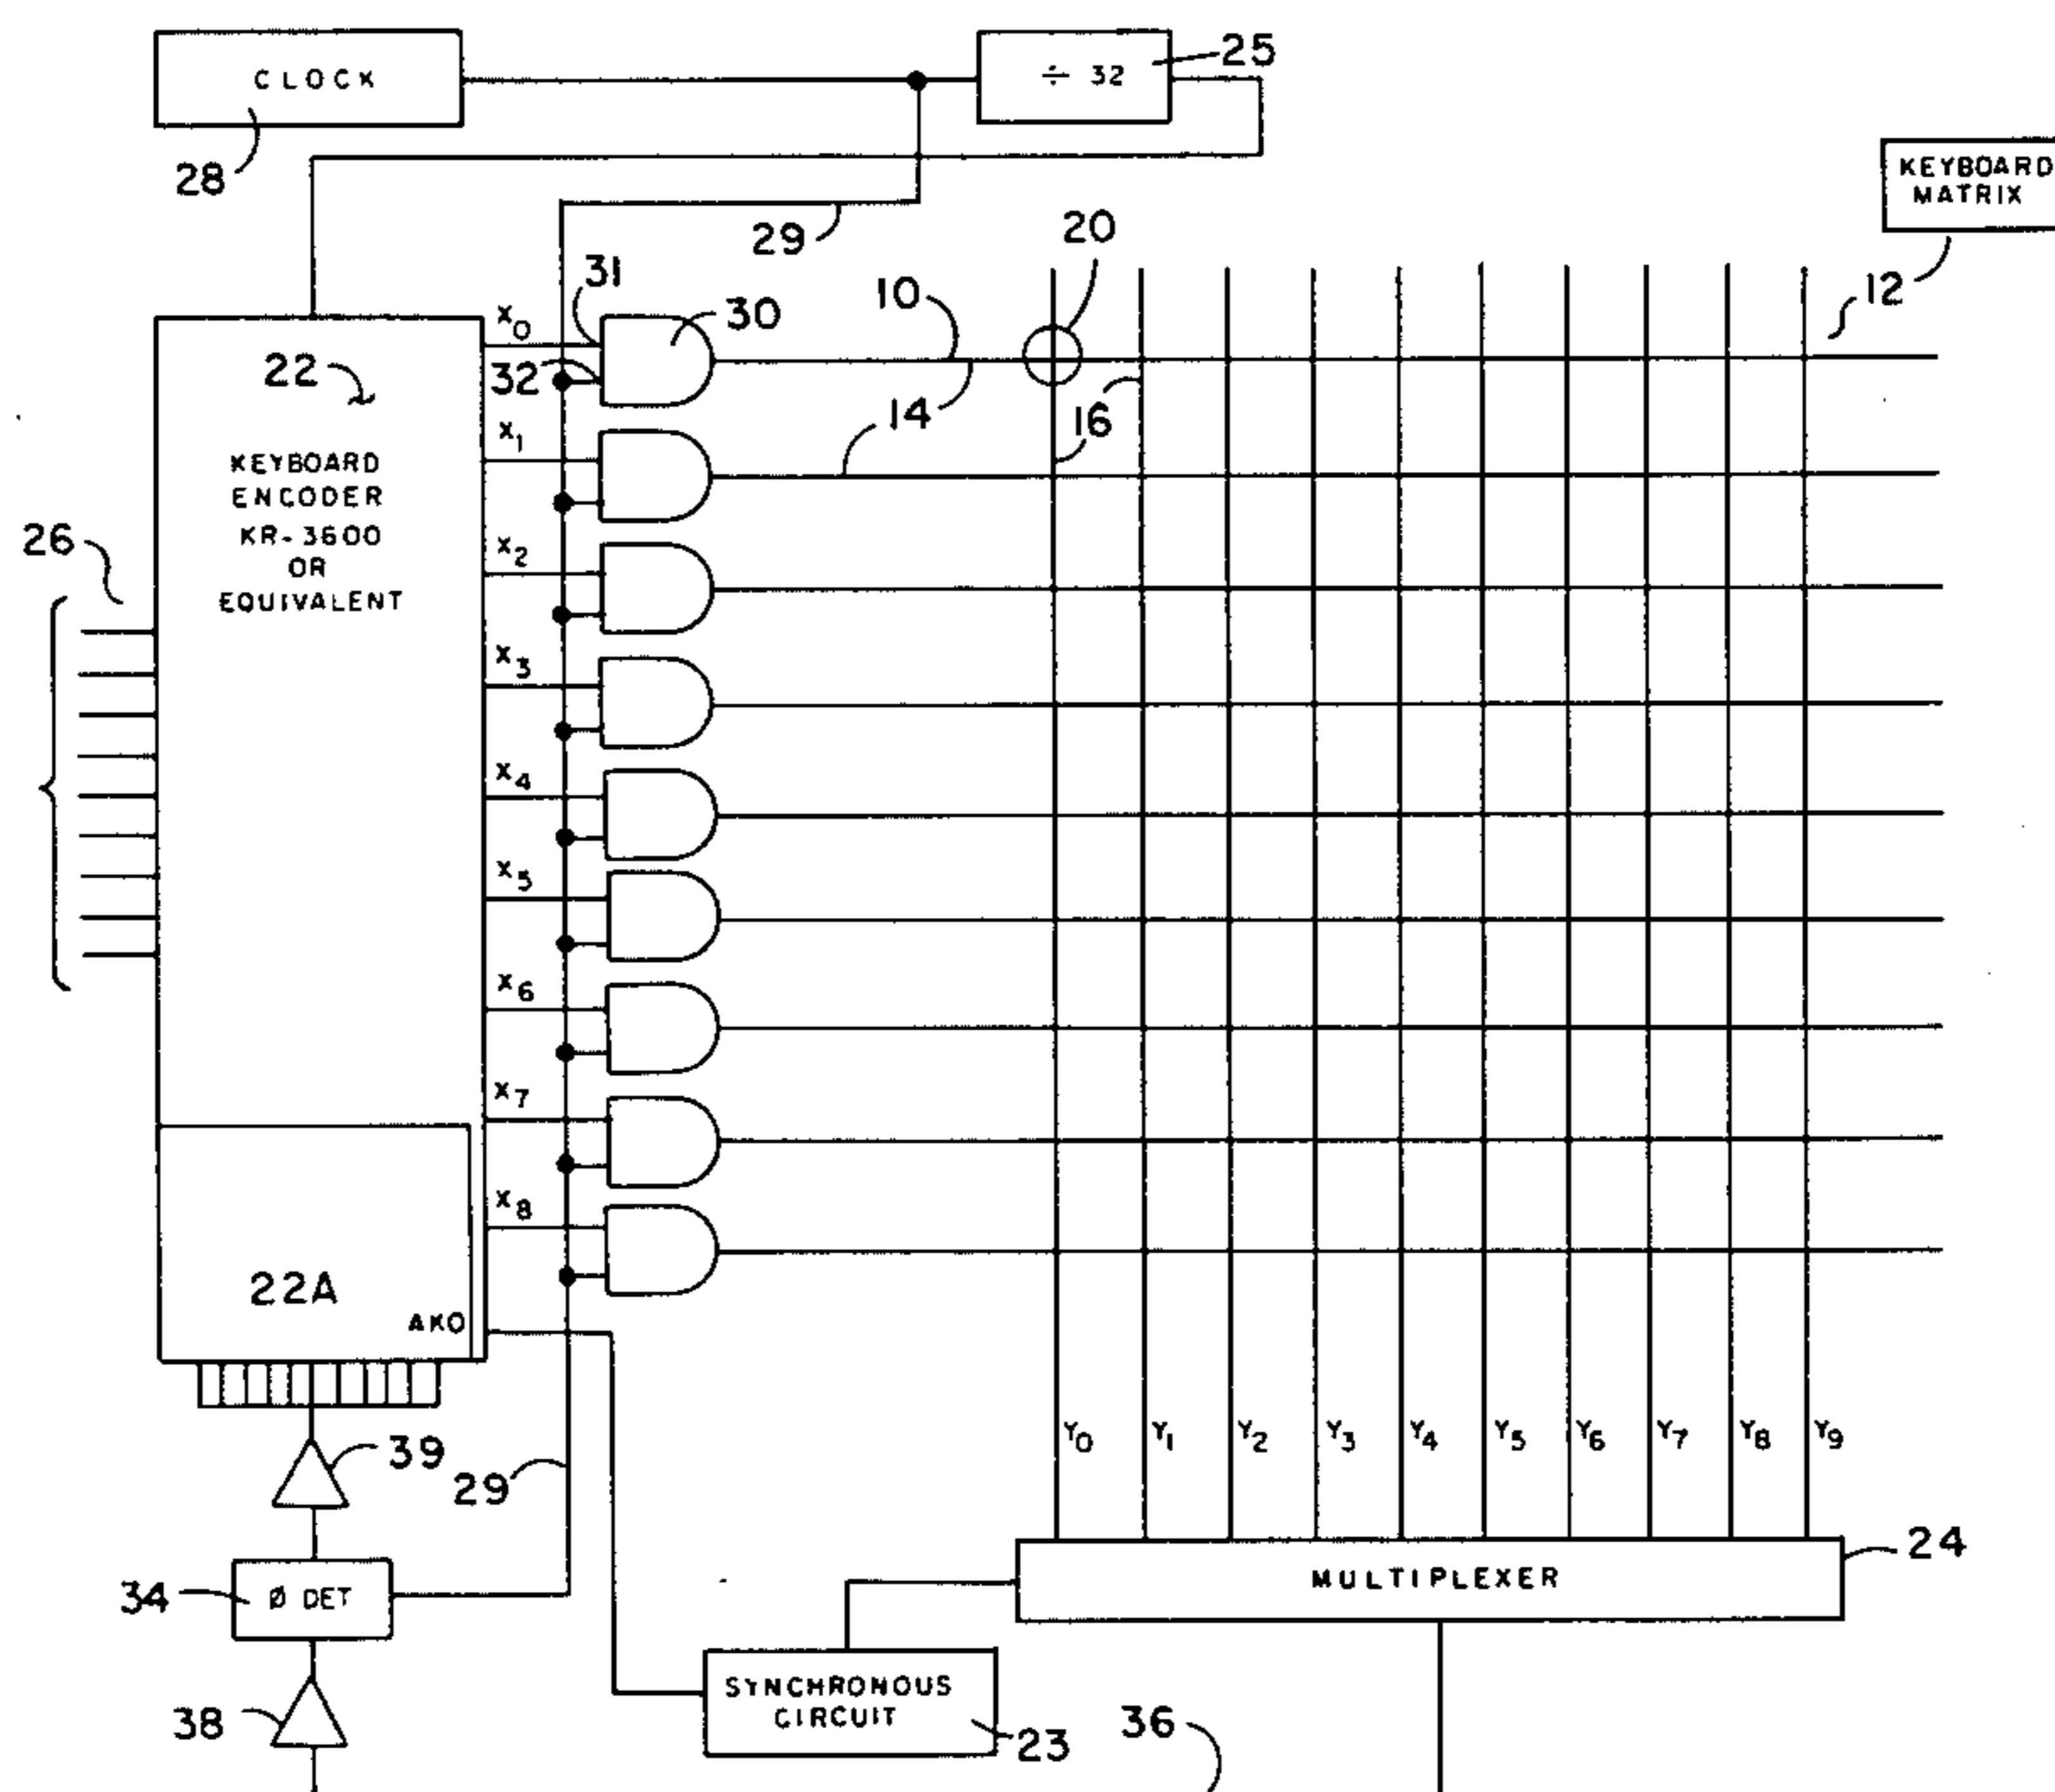 CLOCK
÷ 32
25
28
KEYBOARD
MATRIX
29
20
12
31
X0
30
10
32
22
14
16
X1
KEYBOARD
ENCODER
KR-3600
OR
EQUIVALENT
26
X2
X3
X4
X5
X6
X7
X8
22A
AKO
39
29
Y0 Y1 Y2 Y3 Y4 Y5 Y6 Y7 Y8 Y9
24
MULTIPLEXER
34
Ø DET
SYNCHRONOUS
CIRCUIT
23
38
36